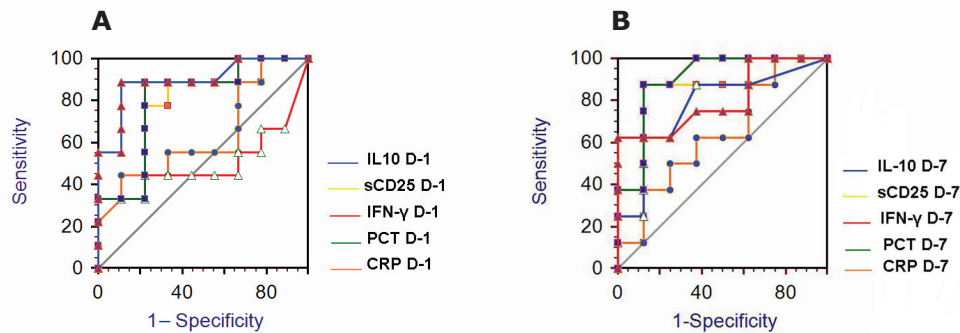 A
B
100
80
60
40
20
0
Sensitivity
0
40
80
1– Specificity
IL10 D-1
sCD25 D-1
IFN-γ D-1
PCT D-1
CRP D-1
100
80
60
40
20
0
Sensitivity
0
40
80
1-Specificity
IL-10 D-7
sCD25 D-7
IFN-γ D-7
PCT D-7
CRP D-7